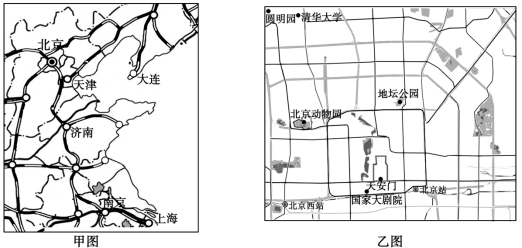 北京
天津
大连
济南
南京
上海
甲图
圆明园
清华大学
地坛公园
北京动物园
天安门
北京站
国家大剧院
北京西站
乙图